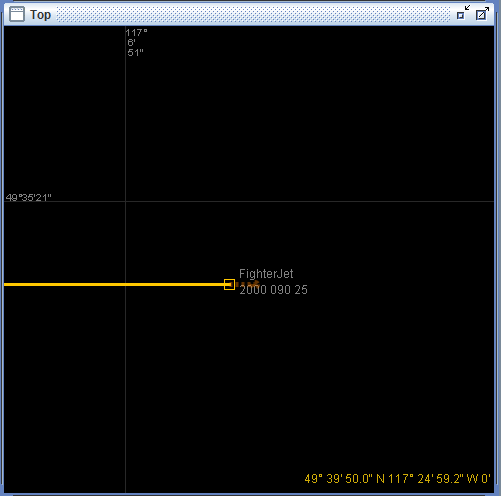 Top
117°
6'
51"
49°35'21"
FighterJet
2000 090 25
49° 39' 50.0" N 117° 24' 59.2" W 0'